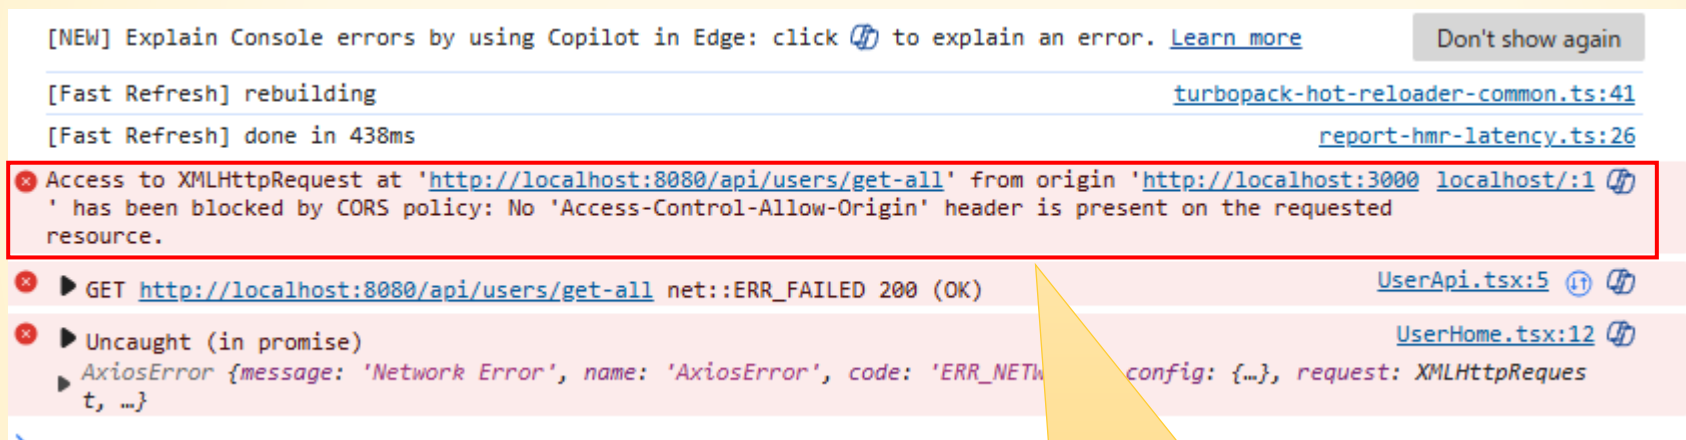 [NEW] Explain Console errors by using Copilot in Edge: click to explain an error. Learn more Don't show again
[Fast Refresh] rebuilding turbopack-hot-reloader-common.ts:41
[Fast Refresh] done in 438ms report-hmr-latency.ts:26
Access to XMLHttpRequest at 'http://localhost:8080/api/users/get-all' from origin 'http://localhost:3000 localhost/:1
' has been blocked by CORS policy: No 'Access-Control-Allow-Origin' header is present on the requested
resource.
GET http://localhost:8080/api/users/get-all net::ERR_FAILED 200 (OK) UserApi.tsx:5
Uncaught (in promise) UserHome.tsx:12
AxiosError {message: 'Network Error', name: 'AxiosError', code: 'ERR_NETW config: {…}, request: XMLHttpReques
t, …}